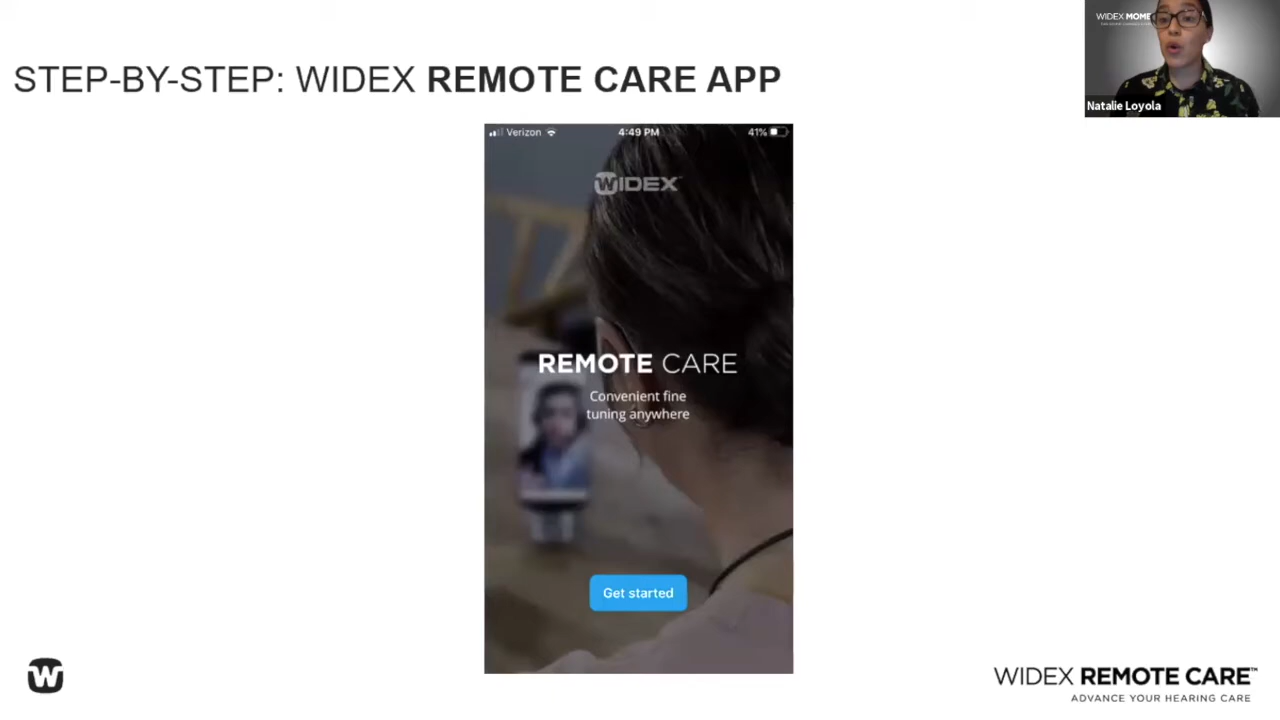 STEP-BY-STEP: WIDEX REMOTE CARE APP
WIDEX
Natalie Loyola
Verizon 4:49 PM 41%
WIDEX
REMOTE CARE
Convenient fine
tuning anywhere
Get started
W
WIDEX REMOTE CARE™
ADVANCE YOUR HEARING CARE